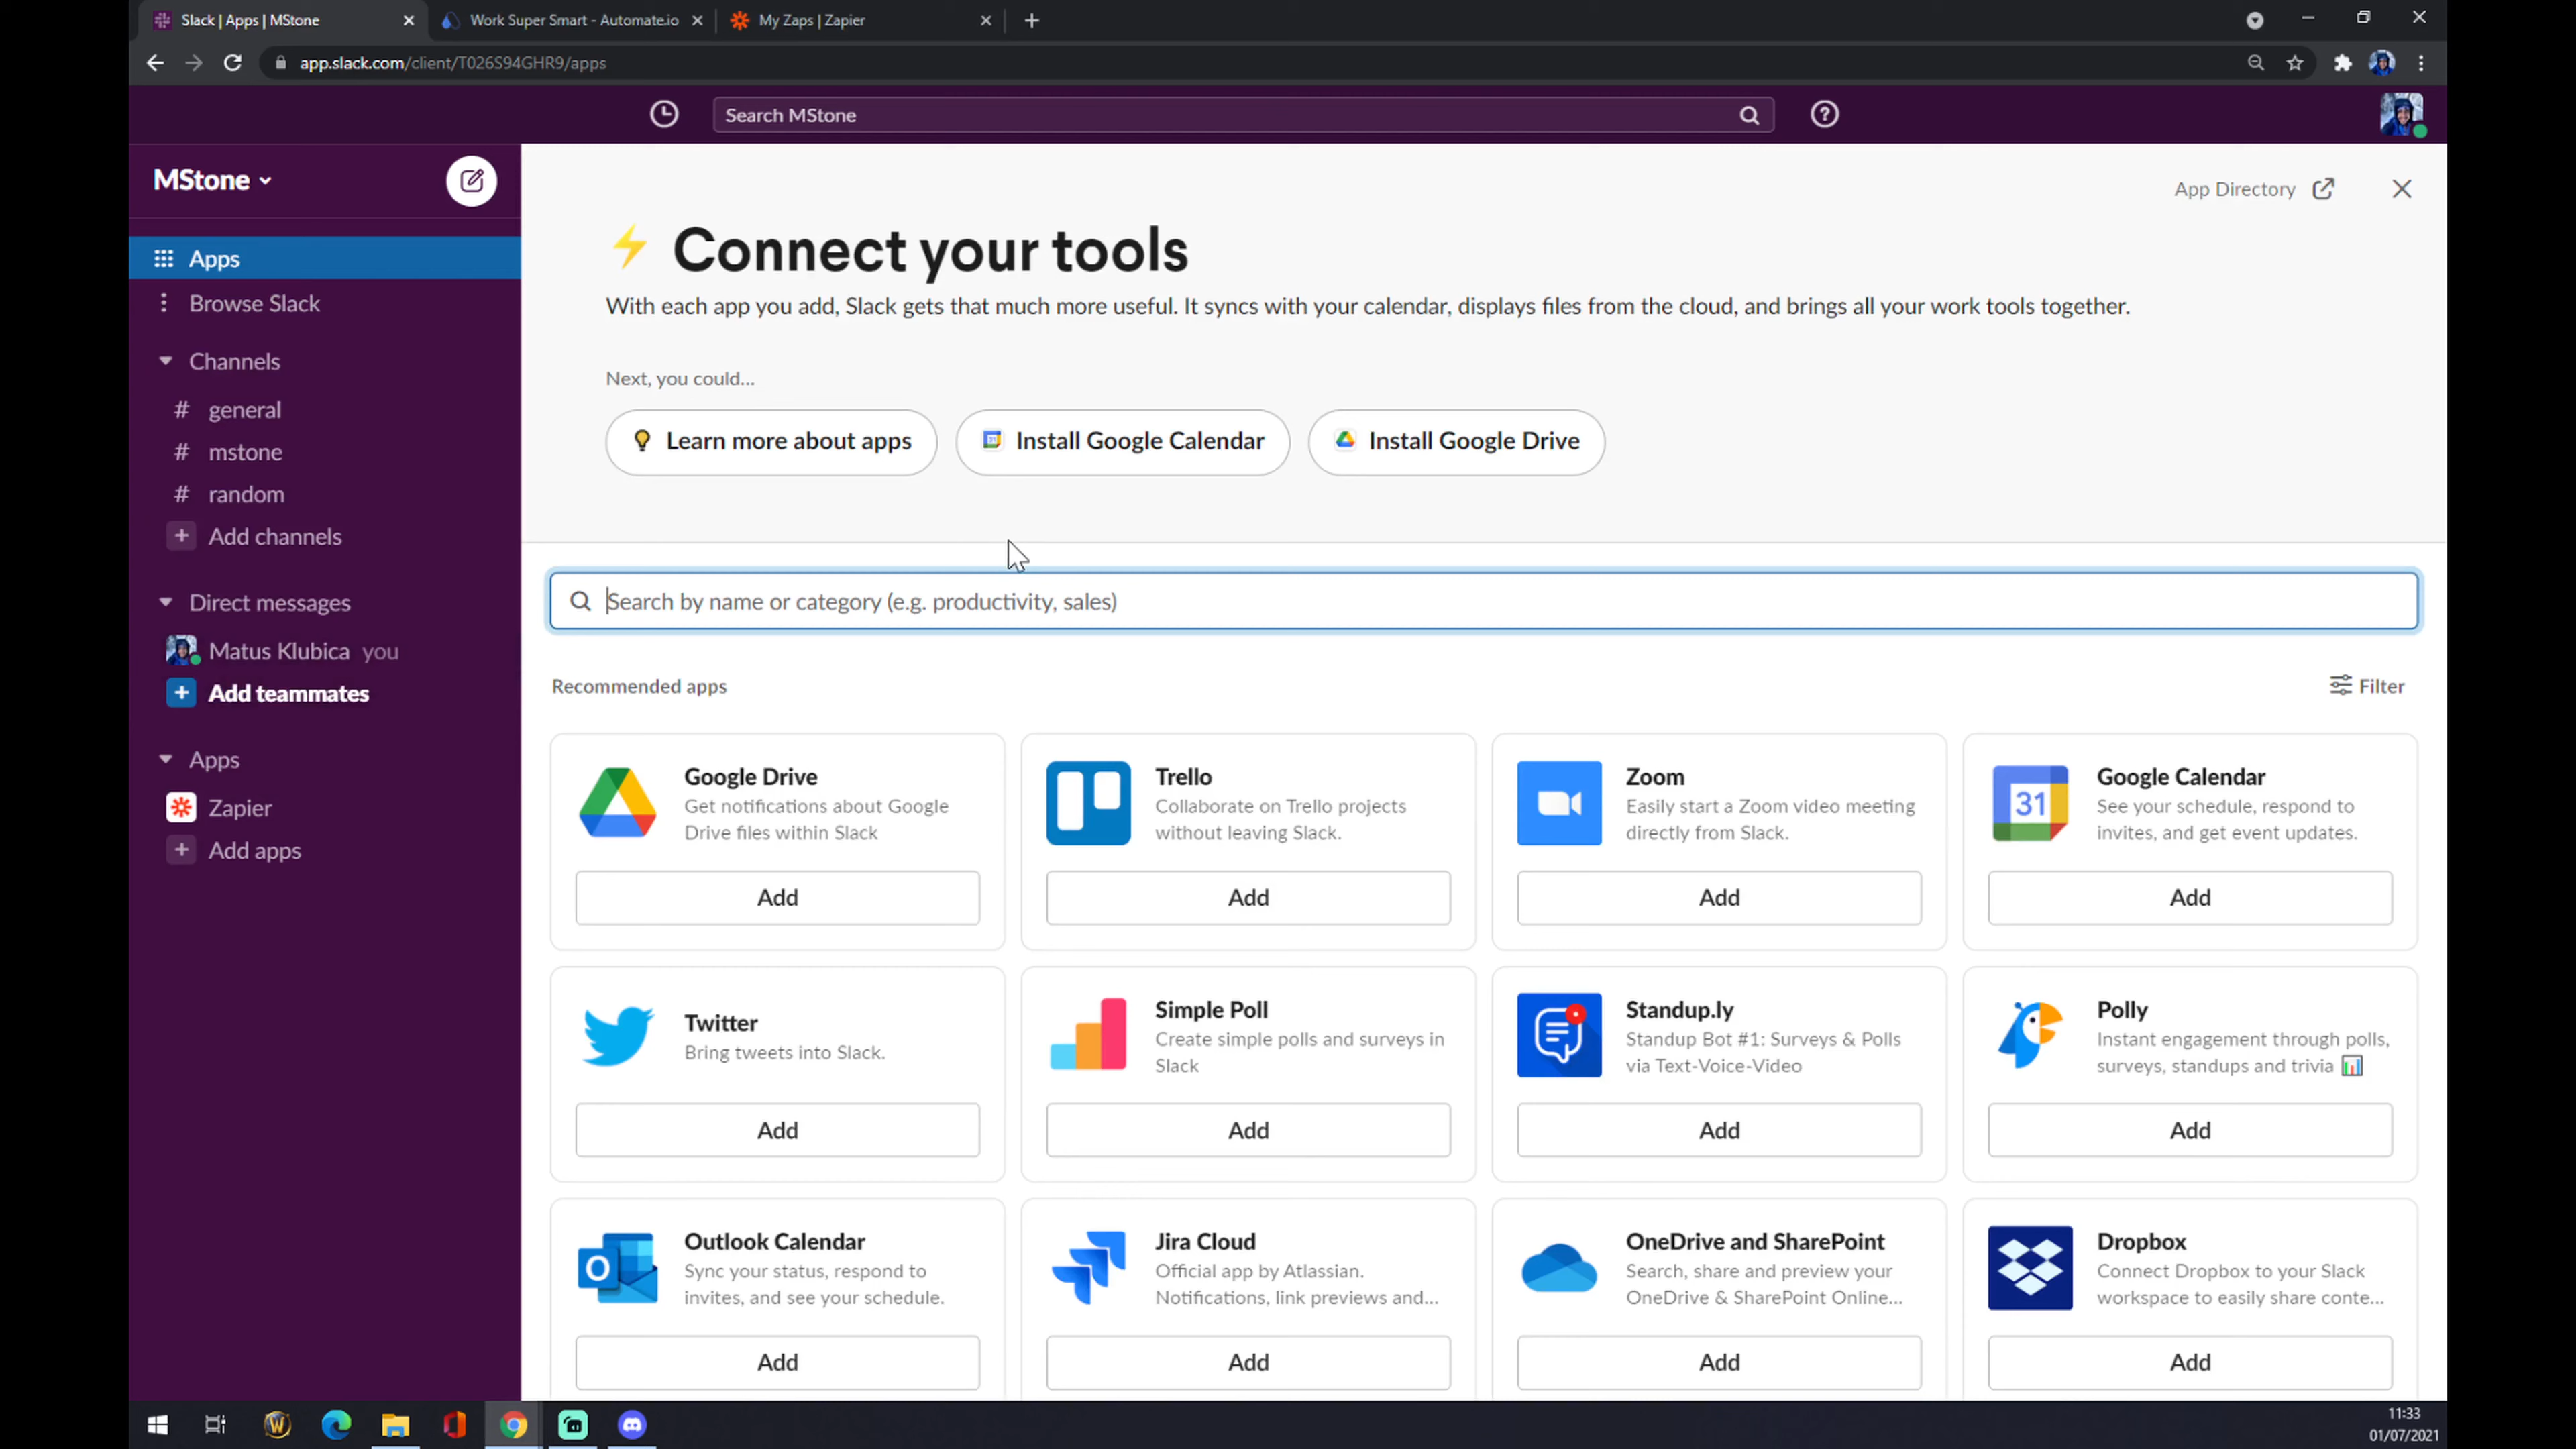 Slack | Apps | MStone
Work Super Smart - Automate.io
My Zaps | Zapier
app.slack.com/client/T026S94GHR9/apps
Search MStone
MStone
Apps
Browse Slack
Channels
# general
# mstone
# random
+ Add channels
Direct messages
Matus Klubica you
+ Add teammates
Apps
Zapier
+ Add apps
App Directory
Connect your tools
With each app you add, Slack gets that much more useful. It syncs with your calendar, displays files from the cloud, and brings all your work tools together.
Next, you could...
Learn more about apps
Install Google Calendar
Install Google Drive
Search by name or category (e.g. productivity, sales)
Recommended apps
Filter
Google Drive
Get notifications about Google
Drive files within Slack
Add
Trello
Collaborate on Trello projects
without leaving Slack.
Add
Zoom
Easily start a Zoom video meeting
directly from Slack.
Add
31
Google Calendar
See your schedule, respond to
invites, and get event updates.
Add
Twitter
Bring tweets into Slack.
Add
Simple Poll
Create simple polls and surveys in
Slack
Add
Standup.ly
Standup Bot #1: Surveys & Polls
via Text-Voice-Video
Add
Polly
Instant engagement through polls,
surveys, standups and trivia
Add
Outlook Calendar
Sync your status, respond to
invites, and see your schedule.
Add
Jira Cloud
Official app by Atlassian.
Notifications, link previews and...
Add
OneDrive and SharePoint
Search, share and preview your
OneDrive & SharePoint Online...
Add
Dropbox
Connect Dropbox to your Slack
workspace to easily share conte...
Add
11:33
01/07/2021